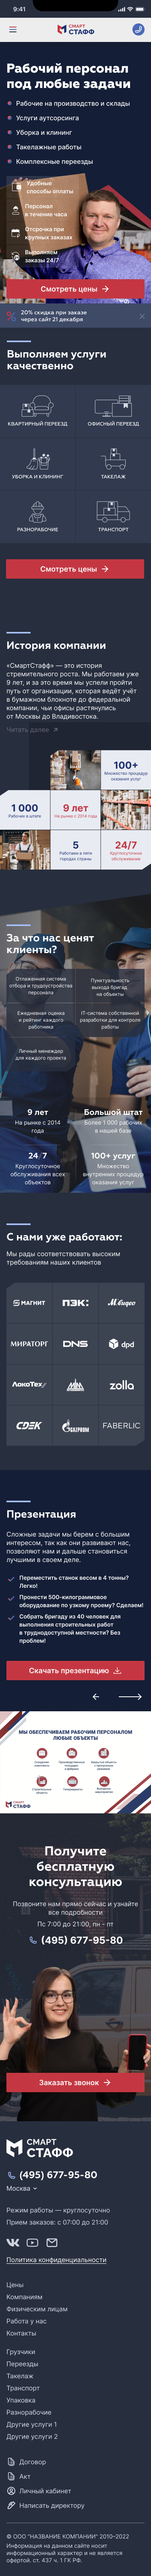 9:41
СМАРТ
СТАФФ
Рабочий персонал
под любые задачи
Рабочие на производство и склады
Услуги аутсорсинга
Уборка и клининг
Такелажные работы
Комплексные переезды
Удобные
способы оплаты
Персонал
в течение часа
Отсрочка при
крупных заказах
Выполняем
заказы 24/7
Смотреть цены
20% скидка при заказе
через сайт 21 декабря
Выполняем услуги
качественно
КВАРТИРНЫЙ ПЕРЕЕЗД
ОФИСНЫЙ ПЕРЕЕЗД
УБОРКА И КЛИНИНГ
ТАКЕЛАЖ
РАЗНОРАБОЧИЕ
ТРАНСПОРТ
Смотреть цены
История компании
«СмартСтафф» — это история
стремительного роста. Мы работаем уже
9 лет, и за это время мы успели пройти
путь от организации, которая ведёт учёт
в бумажном блокноте до федеральной
компании, чьи офисы раступились
от Москвы до Владивостока.
Читать далее
100+
Множество процедур
оказания услуг
1 000
Рабочие в штате
9 лет
На рынке с 2014 года
5
Работаем в пяти
городах страны
24/7
Круглосуточное
обслуживание
За что нас ценят
клиенты?
Отлаженная система
отбора и трудоустройства
персонала
Пунктуальность
выхода бригад
на объекты
Ежедневная оценка
и рейтинг каждого
работника
IT-система собственной
разработки для контроля
работы
Личный менеджер
для каждого проекта
9 лет
На рынке с 2014
года
Большой штат
Более 1 000 рабочих
в нашей базе
24/7
Круглосуточное
обслуживания всех
объектов
100+ услуг
Множество
внутренних процедур
оказания услуг
С нами уже работают:
Мы рады соответствовать высоким
требованиям наших клиентов
МАГНИТ
ПЭК:
М.видео
МИРАТОРГ
DNS
dpd
ЛокоТех
zolla
CDEK
ГАЗПРОМ
FABERLIC
Презентация
Сложные задачи мы берем с большим
интересом, так как они развивают нас,
позволяют нам и дальше становиться
лучшими в своем деле.
Переместить станок весом в 4 тонны?
Легко!
Пронести 500-килограммовое
оборудование по узкому проему? Сделаем!
Собрать бригаду из 40 человек для
выполнения строительных работ
в труднодоступной местности? Без
проблем!
Скачать презентацию
МЫ ОБЕСПЕЧИВАЕМ РАБОЧИМ ПЕРСОНАЛОМ
ЛЮБЫЕ ОБЪЕКТЫ
СМАРТ
СТАФФ
Получите
бесплатную
консультацию
Позвоните нам прямо сейчас и узнайте
все подробности
Пн: 7:00 до 21:00, пн - пт
(495) 677-95-80
Заказать звонок
СМАРТ
СТАФФ
(495) 677-95-80
Москва
Режим работы — круглосуточно
Прием заказов: с 07:00 до 21:00
Политика конфиденциальности
Цены
Компаниям
Физическим лицам
Работа у нас
Контакты
Грузчики
Переезды
Такелаж
Транспорт
Упаковка
Разнорабочие
Другие услуги 1
Другие услуги 2
Договор
Акт
Личный кабинет
Написать директору
© ООО "НАЗВАНИЕ КОМПАНИИ" 2010-2022
Информация на данном сайте носит
информационный характер и не является
офертой. ст. 437 ч. 1 ГК РФ.